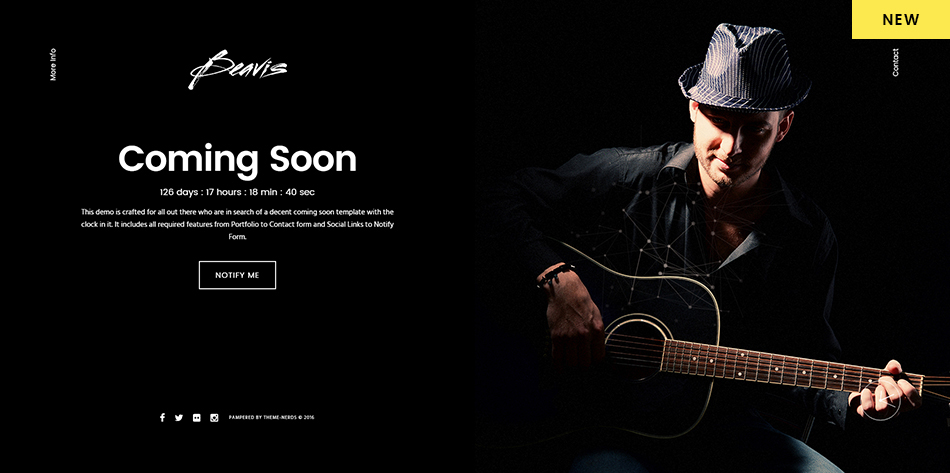 NEW
More Info
Beavis
Contact
Coming Soon
126 days : 17 hours : 18 min : 40 sec
This demo is crafted for all out there who are in search of a decent coming soon template with the
clock in it. It includes all required features from Portfolio to Contact form and Social Links to Notify
Form.
NOTIFY ME
PAMPERED BY THEME-NERDS © 2016